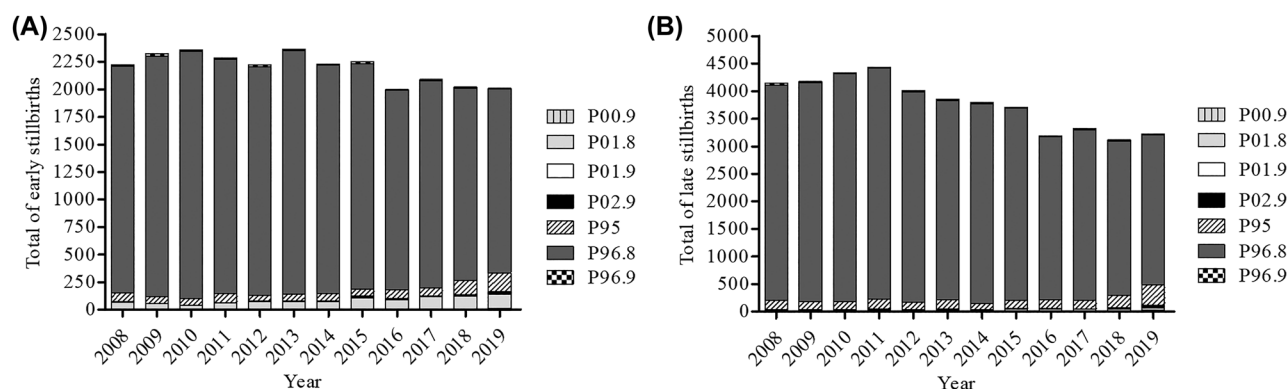 (A)
Total of early stillbirths
2500
2250
2000
1750
1500
1250
1000
750
500
250
0
2008
2009
2010
2011
2012
2013
2014
2015
2016
2017
2018
2019
Year
P00.9
P01.8
P01.9
P02.9
P95
P96.8
P96.9
(B)
Total of late stillbirths
5000
4500
4000
3500
3000
2500
2000
1500
1000
500
0
2008
2009
2010
2011
2012
2013
2014
2015
2016
2017
2018
2019
Year
P00.9
P01.8
P01.9
P02.9
P95
P96.8
P96.9